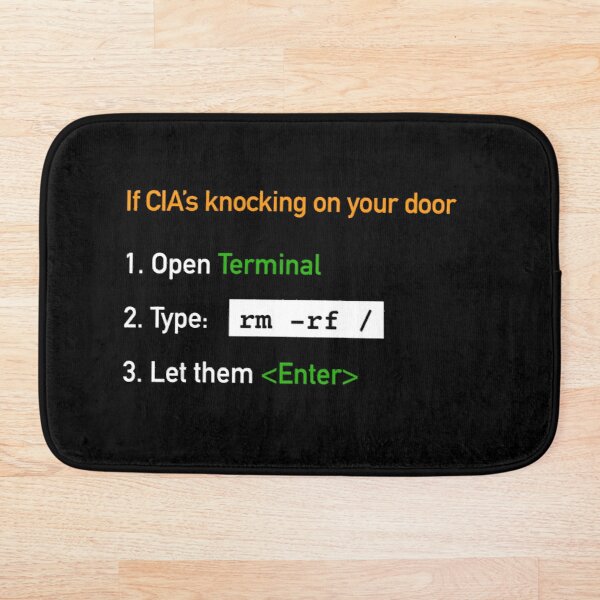 If CIA's knocking on your door
1. Open Terminal
2. Type: rm -rf /
3. Let them <Enter>